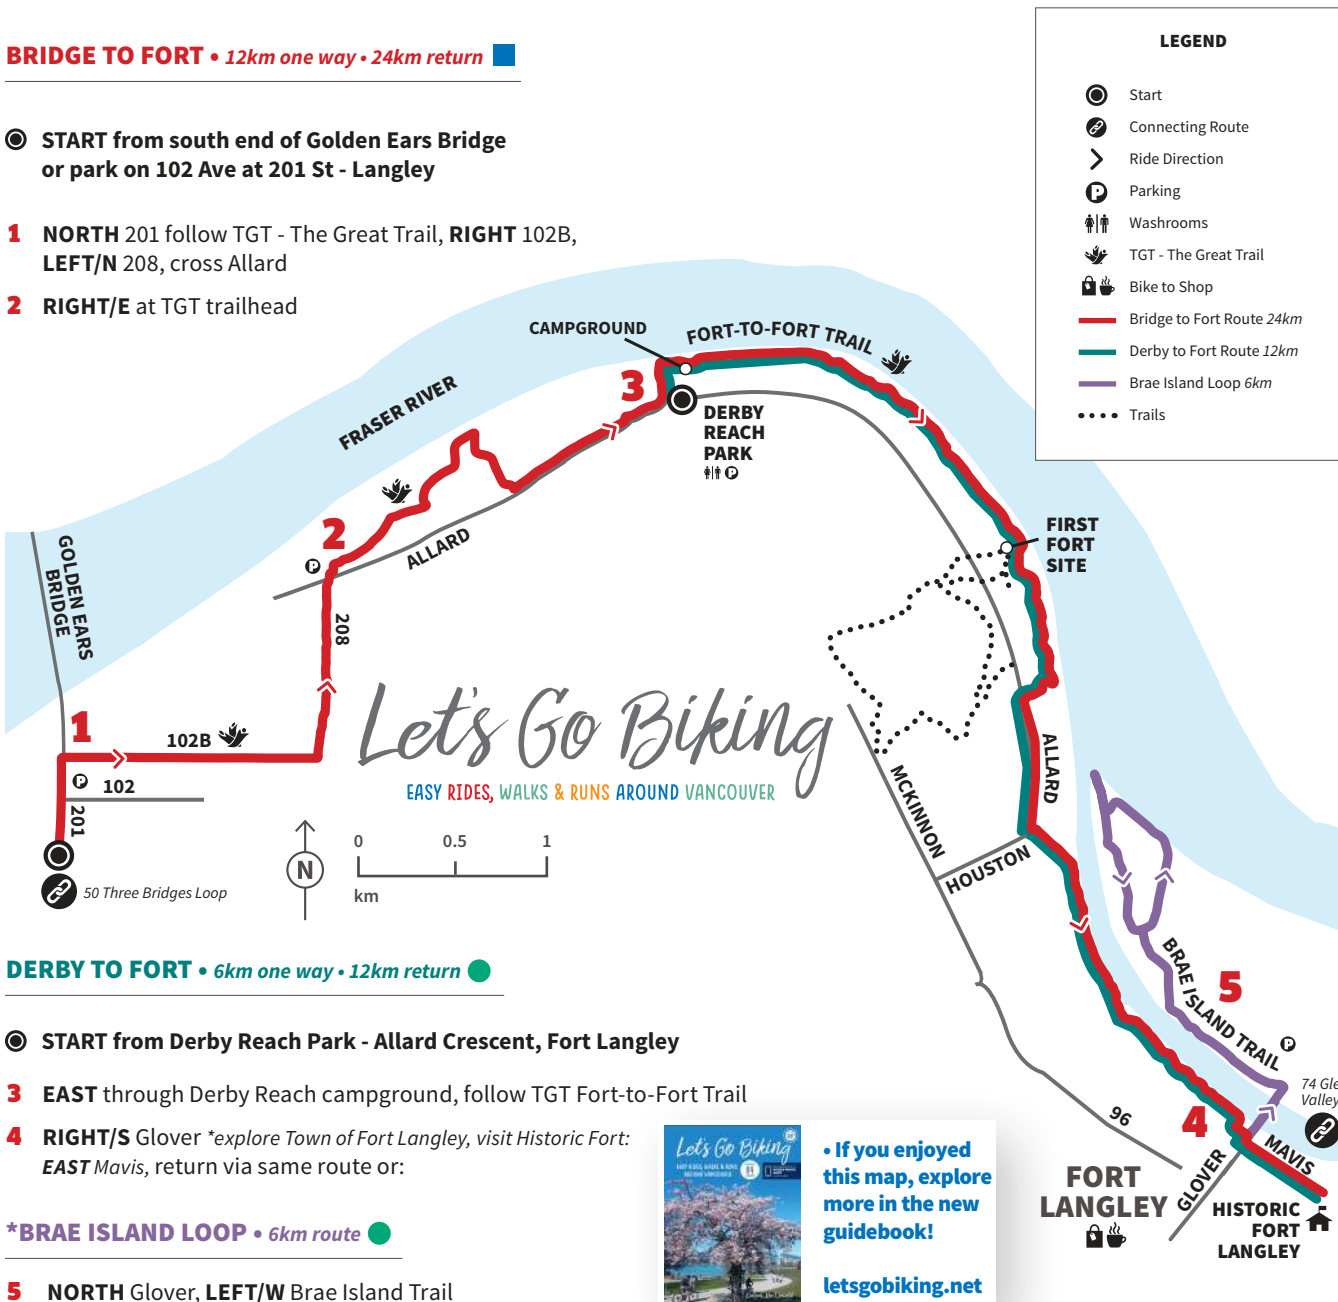 BRIDGE TO FORT • 12km one way • 24km return
START from south end of Golden Ears Bridge
or park on 102 Ave at 201 St - Langley
1 NORTH 201 follow TGT - The Great Trail, RIGHT 102B,
LEFT/N 208, cross Allard
2 RIGHT/E at TGT trailhead
LEGEND
Start
Connecting Route
Ride Direction
P Parking
Washrooms
TGT - The Great Trail
Bike to Shop
Bridge to Fort Route 24km
Derby to Fort Route 12km
Brae Island Loop 6km
Trails
CAMPGROUND
FORT-TO-FORT TRAIL
FRASER RIVER
3
DERBY
REACH
PARK
P
2
P
ALLARD
FIRST
FORT
SITE
GOLDEN EARS
BRIDGE
208
1
102B
P 102
201
50 Three Bridges Loop
Let's Go Biking
EASY RIDES, WALKS & RUNS AROUND VANCOUVER
N
0 0.5 1
km
ALLARD
MCKINNON
HOUSTON
BRAE ISLAND TRAIL
5
P
74 Gle
Valley
4
96
MAVIS
GLOVER
FORT
LANGLEY
HISTORIC
FORT
LANGLEY
DERBY TO FORT • 6km one way • 12km return
START from Derby Reach Park - Allard Crescent, Fort Langley
3 EAST through Derby Reach campground, follow TGT Fort-to-Fort Trail
4 RIGHT/S Glover *explore Town of Fort Langley, visit Historic Fort:
EAST Mavis, return via same route or:
*BRAE ISLAND LOOP • 6km route
5 NORTH Glover, LEFT/W Brae Island Trail
Let's Go Biking
• If you enjoyed
this map, explore
more in the new
guidebook!
letsgobiking.net